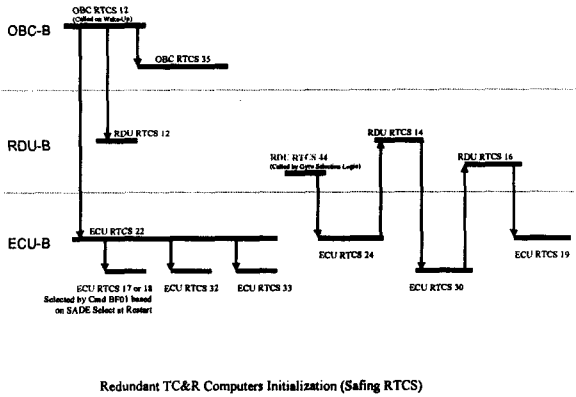 OBC-B
OBC RTCS 12
(Called on Wake-Up)
OBC RTCS 35
RDU-B
RDU RTCS 12
RDU RTCS 44
(Called by Gyro Selection Logic)
RDU RTCS 14
RDU RTCS 16
ECU-B
ECU RTCS 22
ECU RTCS 24
ECU RTCS 19
ECU RTCS 17 or 18
Selected by Cmd BF01 based
on SADE Select at Restart
ECU RTCS 32
ECU RTCS 33
ECU RTCS 30
Redundant TC&R Computers Initialization (Safing RTCS)